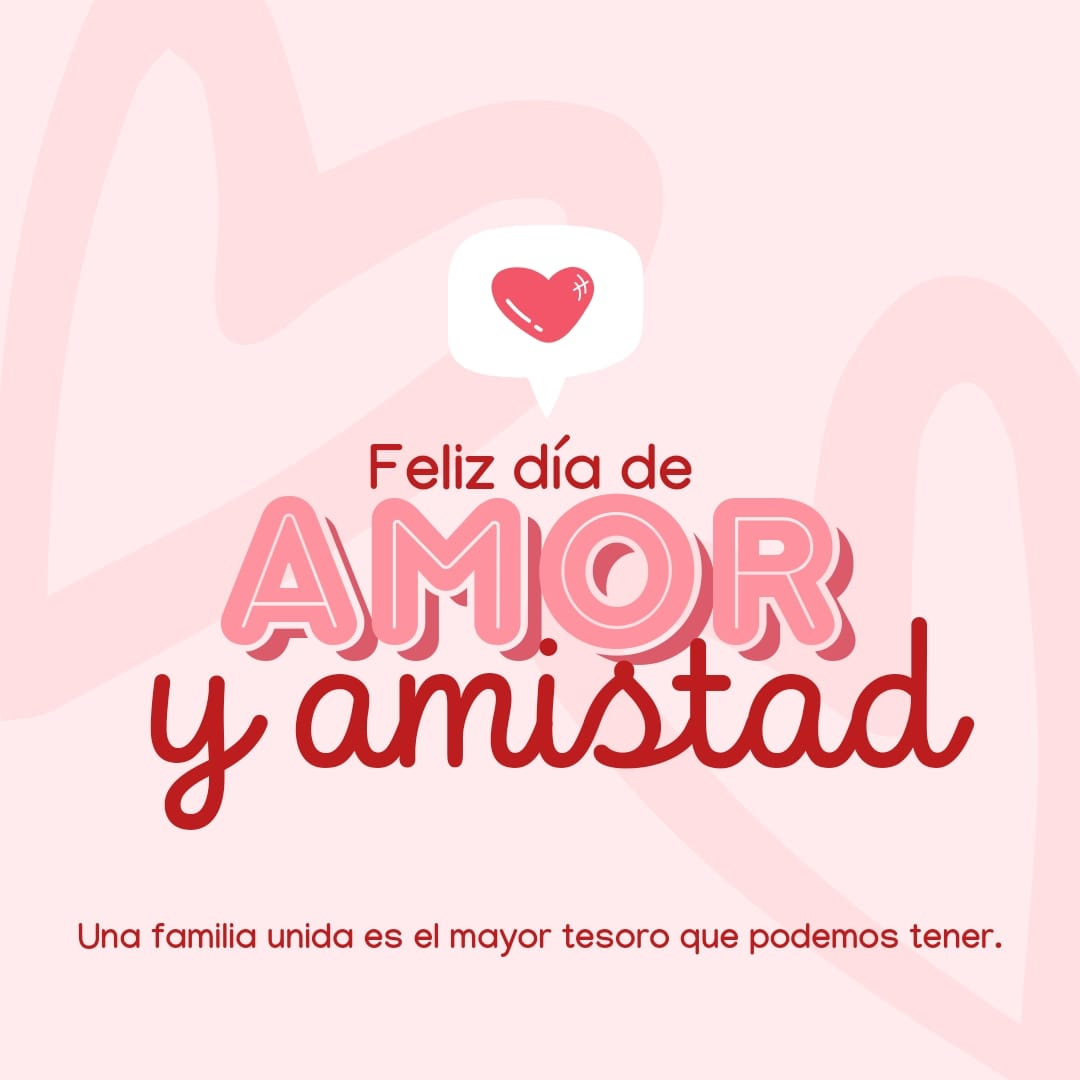 Feliz día de
AMOR
y amistad
Una familia unida es el mayor tesoro que podemos tener.